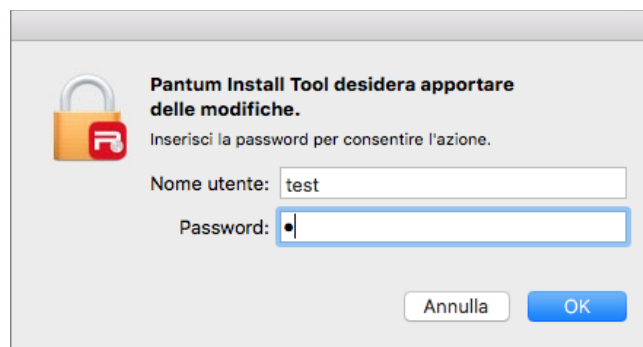 Pantum Install Tool desidera apportare
delle modifiche.
Inserisci la password per consentire l'azione.
Nome utente: test
Password: •
Annulla OK